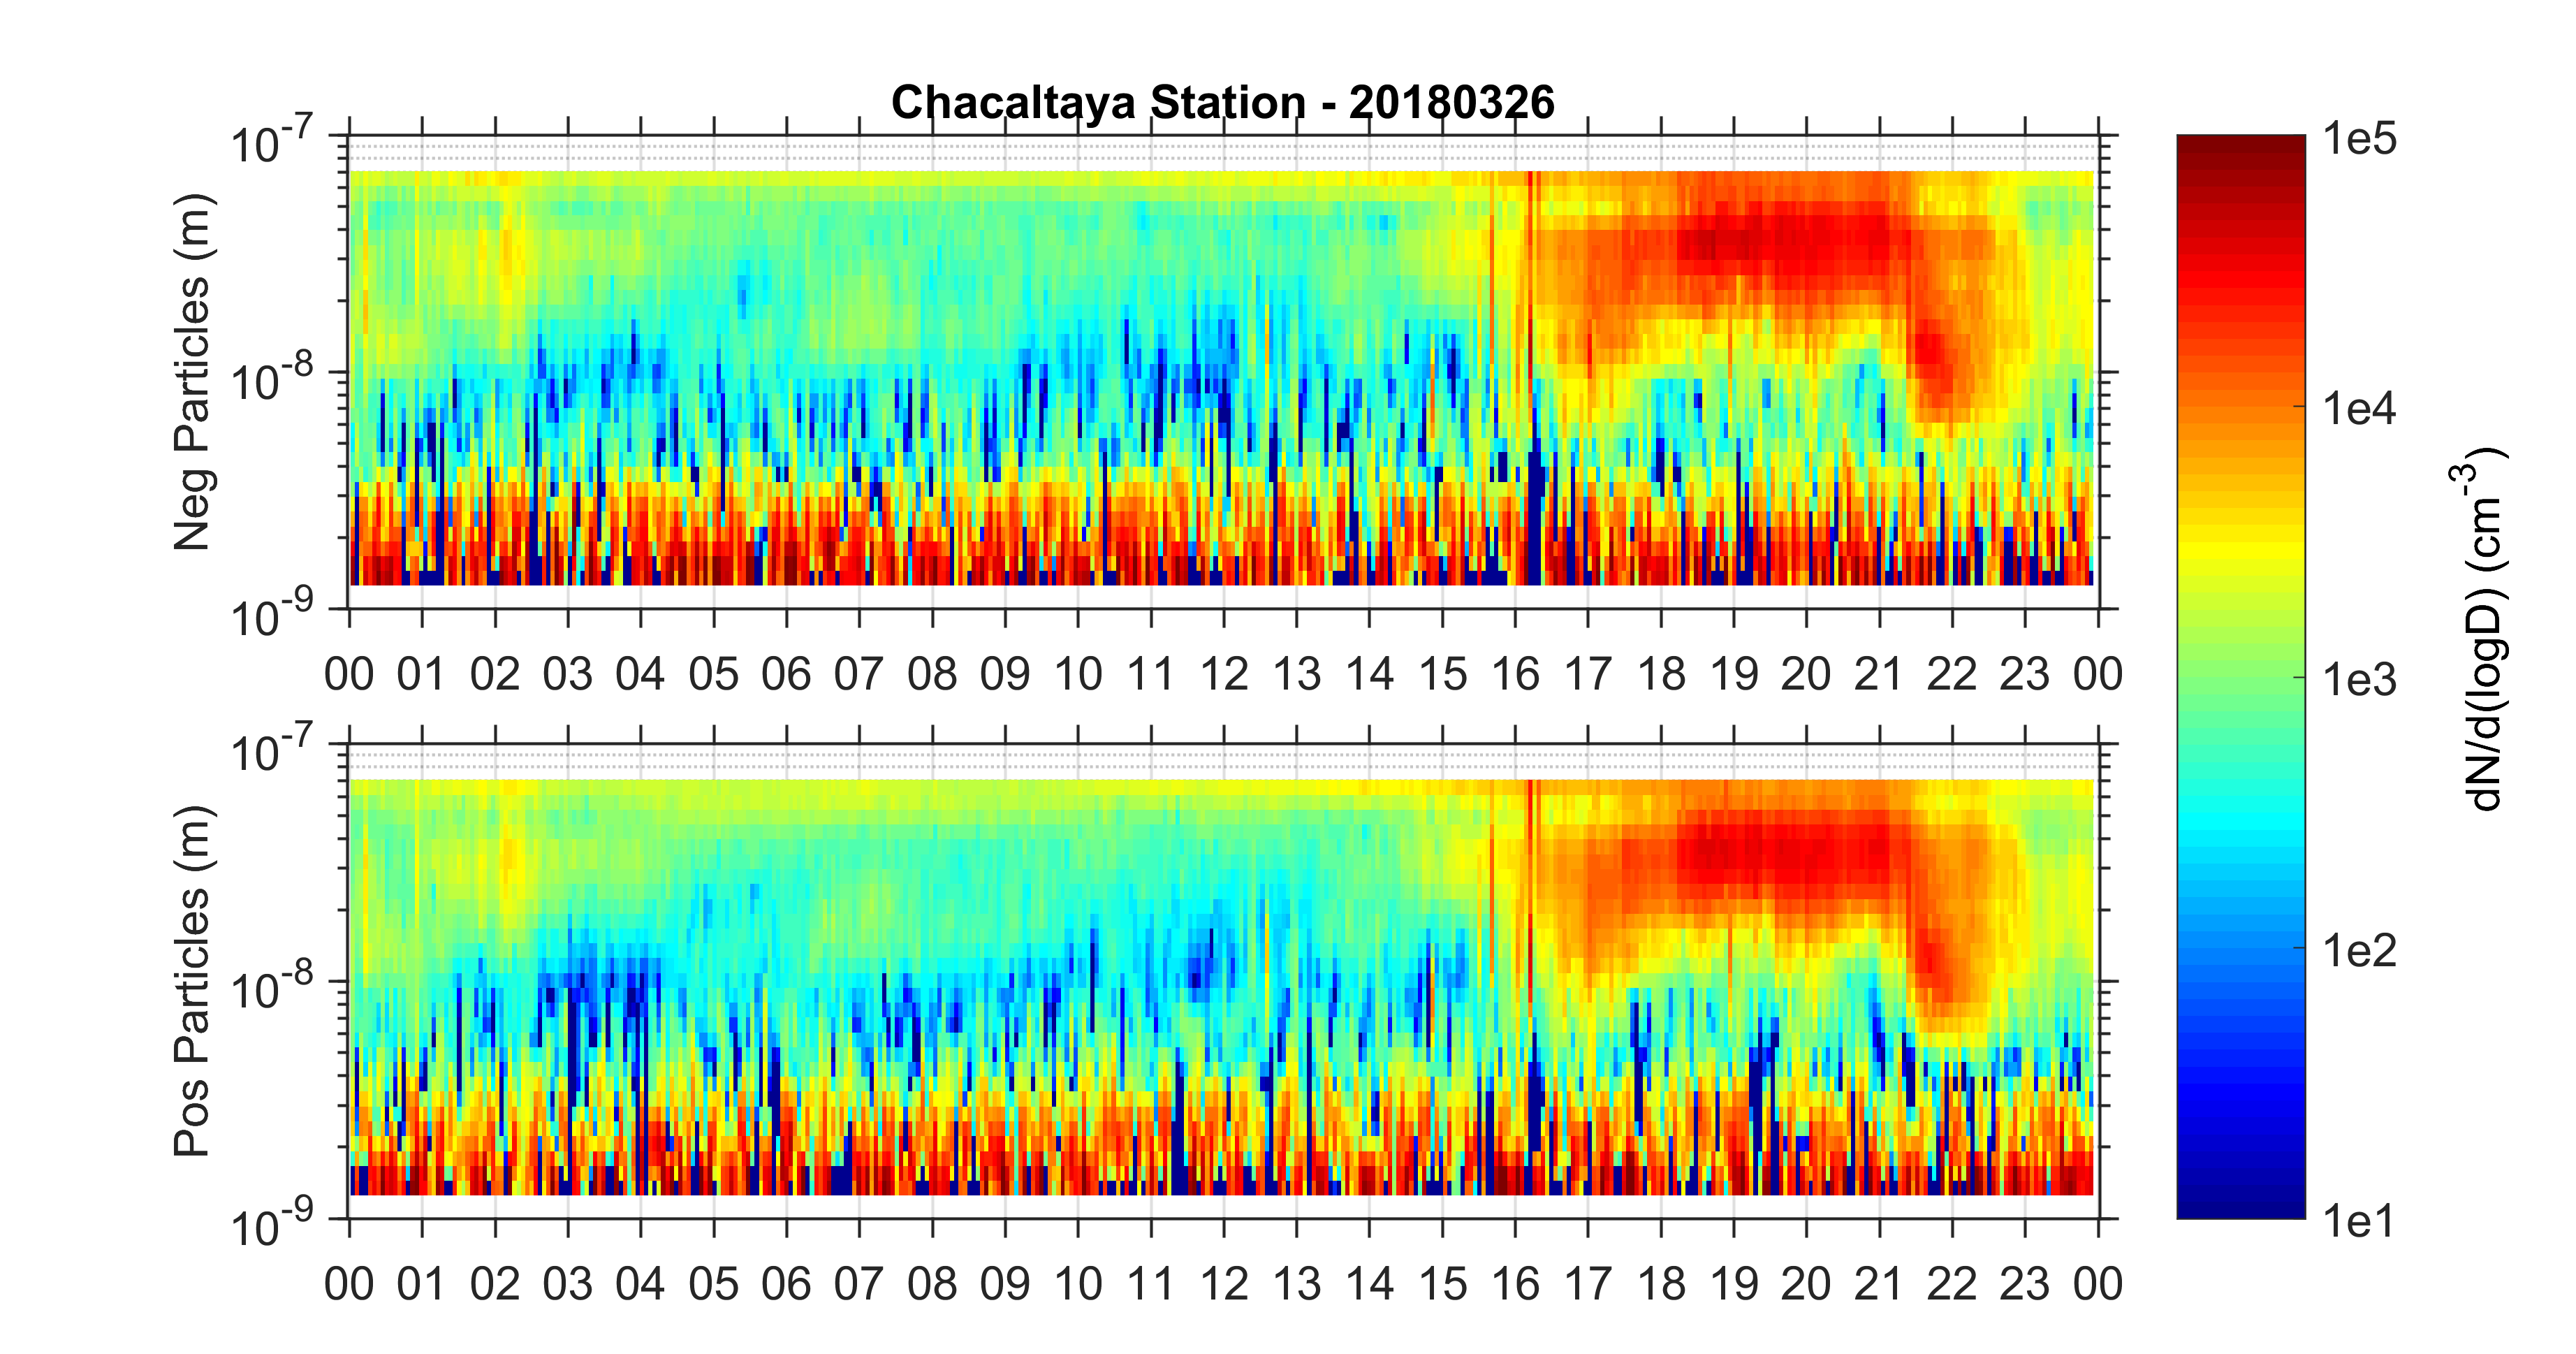 Chacaltaya Station - 20180326
10-7
10-8
10-9
Neg Particles (m)
00 01 02 03 04 05 06 07 08 09 10 11 12 13 14 15 16 17 18 19 20 21 22 23 00
10-7
10-8
10-9
Pos Particles (m)
00 01 02 03 04 05 06 07 08 09 10 11 12 13 14 15 16 17 18 19 20 21 22 23 00
1e5
1e4
1e3
1e2
1e1
dN/d(logD) (cm-3)